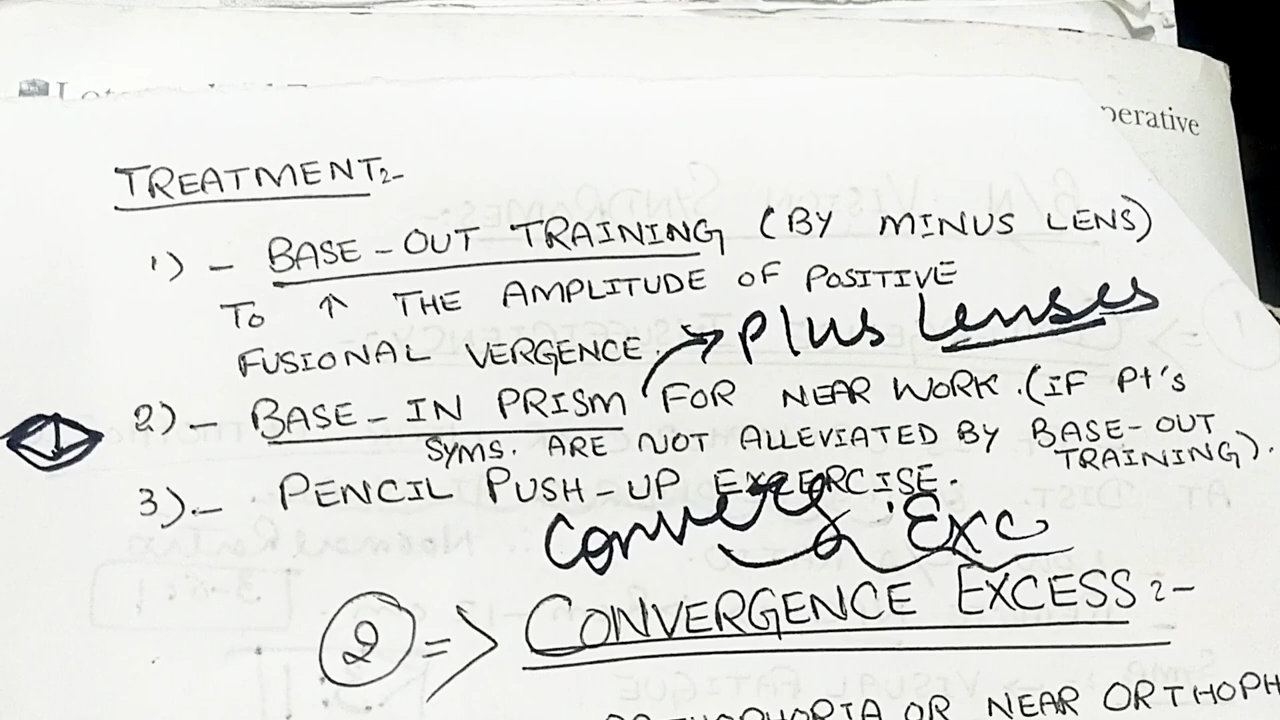 perative
TREATMENT:-
1) - BASE-OUT TRAINING (BY MINUS LENS)
TO ↑ THE AMPLITUDE OF POSITIVE
FUSIONAL VERGENCE. → Plus Lenses
2).- BASE-IN PRISM FOR NEAR WORK. (IF Pt's
SYMS. ARE NOT ALLEVIATED BY BASE-OUT
TRAINING).
3).- PENCIL PUSH-UP EXERCISE.
Converg Exc
2 => CONVERGENCE EXCESS:-
OR NEAR ORTHOPH